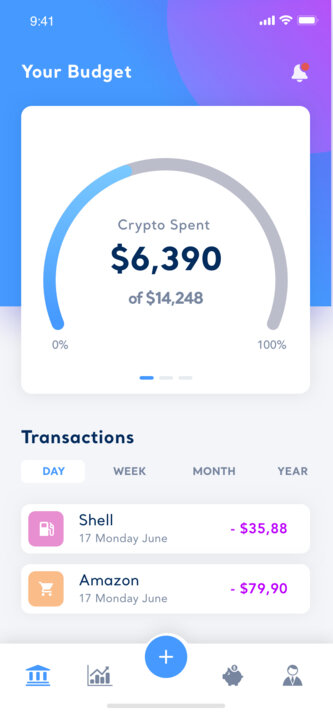 9:41
Your Budget
Crypto Spent
$6,390
of $14,248
0% 100%
Transactions
DAY WEEK MONTH YEAR
Shell
17 Monday June
- $35,88
Amazon
17 Monday June
- $79,90